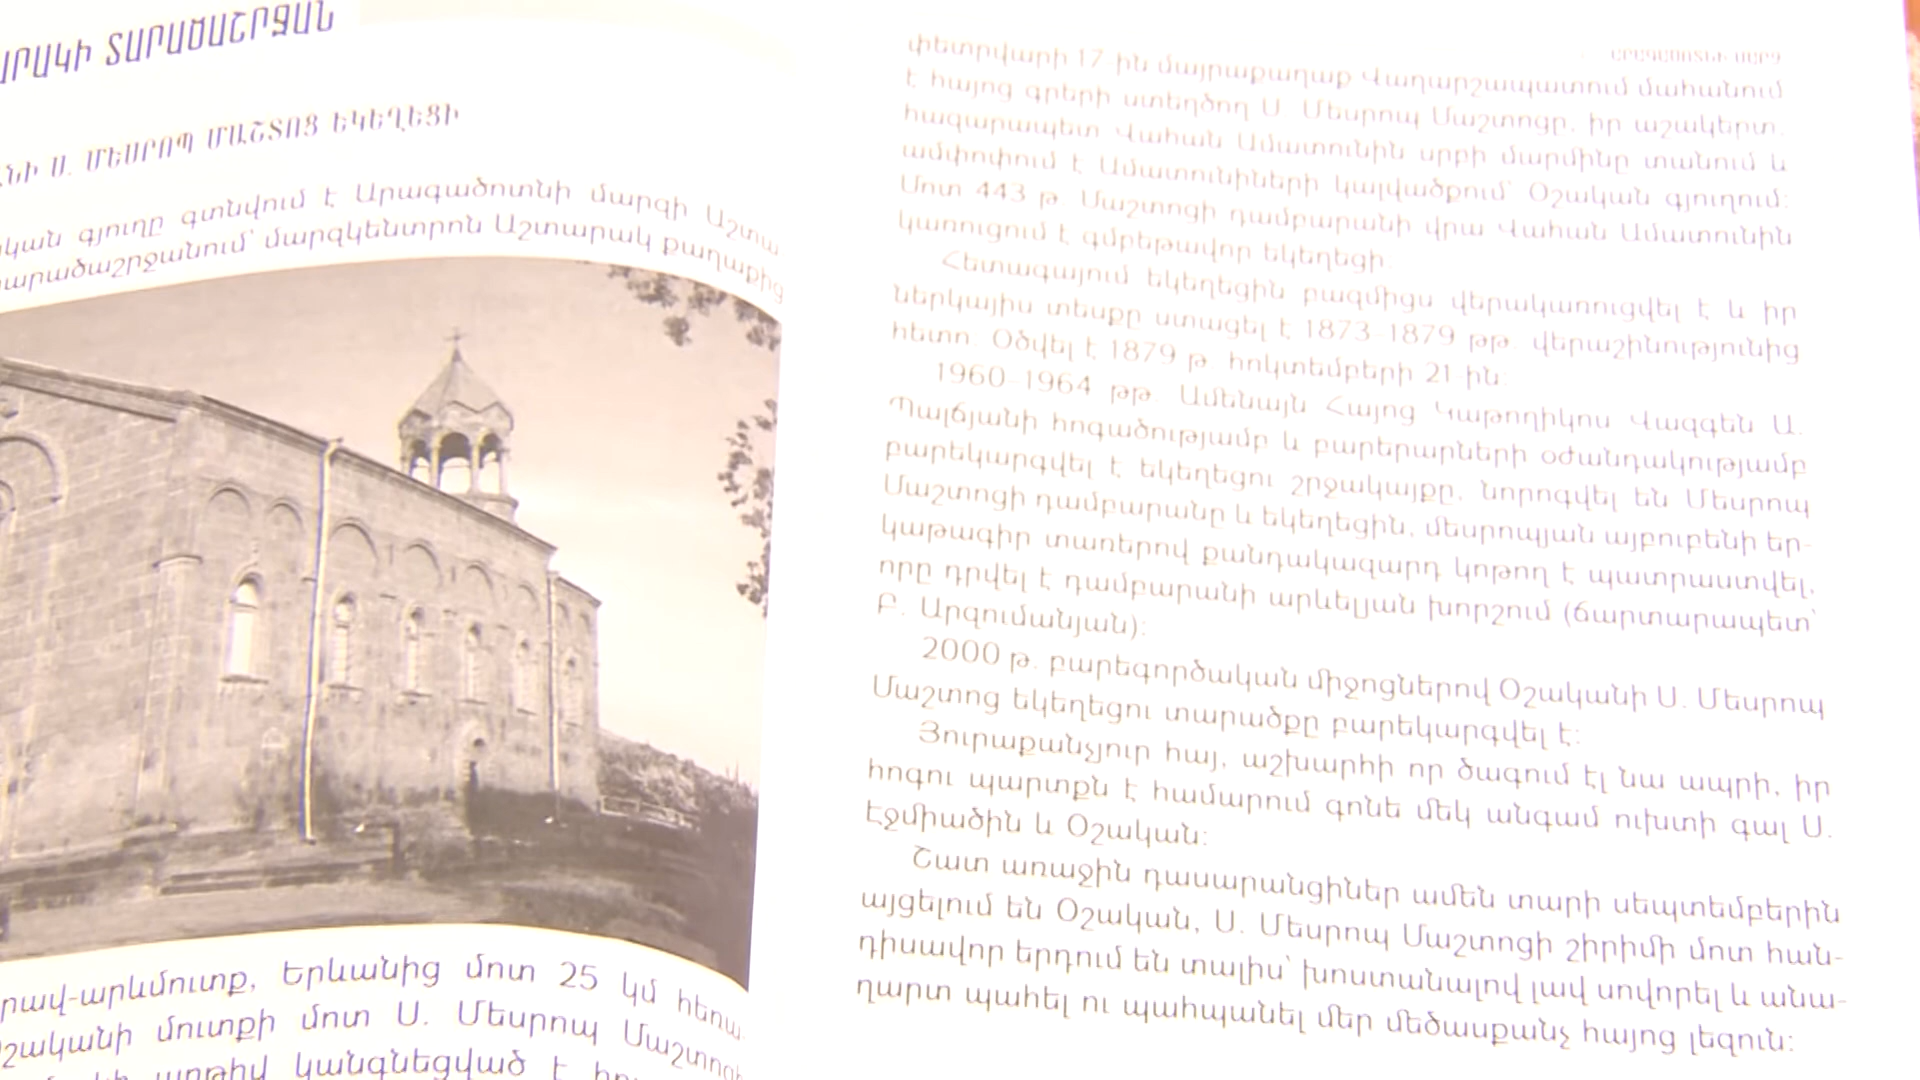 ՏԱՐԱԾԱՇՐՋԱՆ
Ս. ՄԵՍՐՈՊ ՄԱՇՏՈՑ ԵԿԵՂԵՑԻ
գյուղը գտնվում է Արագածոտնի մարզի Աշտա
մարզկենտրոն Աշտարակ քաղաքից
Երևանից մոտ 25 կմ հեռա
մուտքի մոտ Ս. Մեսրոպ Մաշտոցի
առթիվ կանգնեցված է
ԱՐԱԳԱԾՈՏՆԻ ՄԱՐԶ
փետրվարի 17 ին մայրաքաղաք Վաղարշապատում մահանում
է հայոց գրերի ստեղծող Ս. Մեսրոպ Մաշտոցը, իր աշակերտ,
հազարապետ Վահան Ամատունին սրբի մարմինը տանում և
ամփոփում է Ամատունիների կալվածքում՝ Օշական գյուղում:
Մոտ 443 թ. Մաշտոցի դամբարանի վրա Վահան Ամատունին
կառուցում է գմբեթավոր եկեղեցի.
Հետագայում եկեղեցին բազմիցս վերակառուցվել է և իր
ներկայիս տեսքը ստացել է 1873-1879 թթ. վերաշինությունից
հետո. Օծվել է 1879 թ. հոկտեմբերի 21 ին:
1960-1964 թթ. Ամենայն Հայոց Կաթողիկոս Վազգեն Ա.
Պալճյանի հոգածությամբ և բարերարների օժանդակությամբ
բարեկարգվել է եկեղեցու շրջակայքը, նորոգվել են Մեսրոպ
Մաշտոցի դամբարանը և եկեղեցին, մեսրոպյան այբուբենի եր-
կաթագիր տառերով քանդակազարդ կոթող է պատրաստվել,
որը դրվել է դամբարանի արևելյան խորշում (ճարտարապետ՝
Բ. Արզումանյան):
2000 թ. բարեգործական միջոցներով Օշականի Ս. Մեսրոպ
Մաշտոց եկեղեցու տարածքը բարեկարգվել է:
Յուրաքանչյուր հայ, աշխարհի որ ծագում էլ նա ապրի, իր
հոգու պարտքն է համարում գոնե մեկ անգամ ուխտի գալ Ս.
Էջմիածին և Օշական:
Շատ առաջին դասարանցիներ ամեն տարի սեպտեմբերին
այցելում են Օշական, Ս. Մեսրոպ Մաշտոցի շիրիմի մոտ հան-
դիսավոր երդում են տալիս՝ խոստանալով լավ սովորել և անա-
ղարտ պահել ու պահպանել մեր մեծասքանչ հայոց լեզուն: